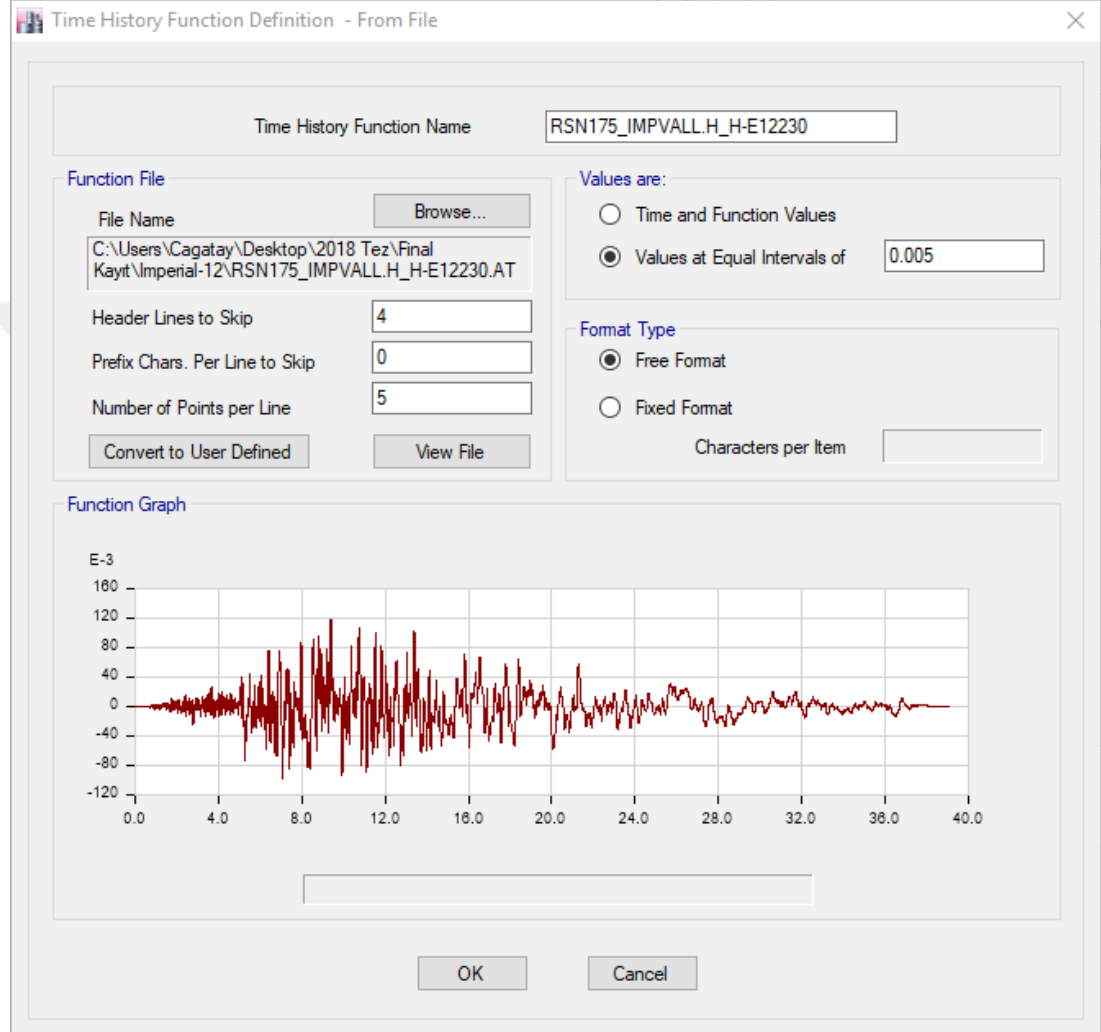 Time History Function Definition - From File
Time History Function Name
RSN175_IMPVALL.H_H-E12230
Function File
File Name
Browse...
C:\Users\Cagatay\Desktop\2018 Tez\Final
Kayıt\Imperial-12\RSN175_IMPVALL.H_H-E12230.AT
Header Lines to Skip
4
Prefix Chars. Per Line to Skip
0
Number of Points per Line
5
Convert to User Defined
View File
Values are:
Time and Function Values
Values at Equal Intervals of
0.005
Format Type
Free Format
Fixed Format
Characters per Item
Function Graph
E-3
160
120
80
40
0
-40
-80
-120
0.0 4.0 8.0 12.0 16.0 20.0 24.0 28.0 32.0 36.0 40.0
OK
Cancel